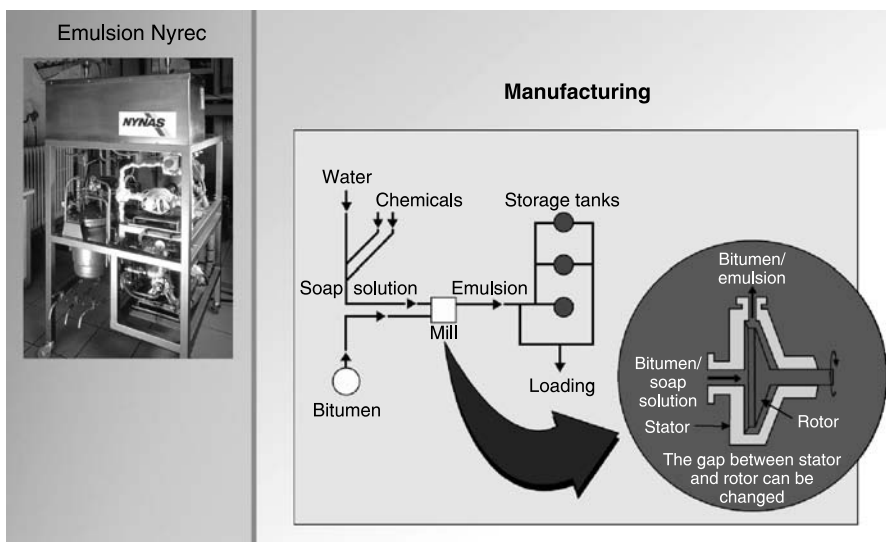 Emulsion Nyrec
NYNAS
Manufacturing
Water
Chemicals
Storage tanks
Soap solution
Emulsion
Mill
Bitumen
Loading
Bitumen/
emulsion
Bitumen/
soap
solution
Stator
Rotor
The gap between stator
and rotor can be
changed